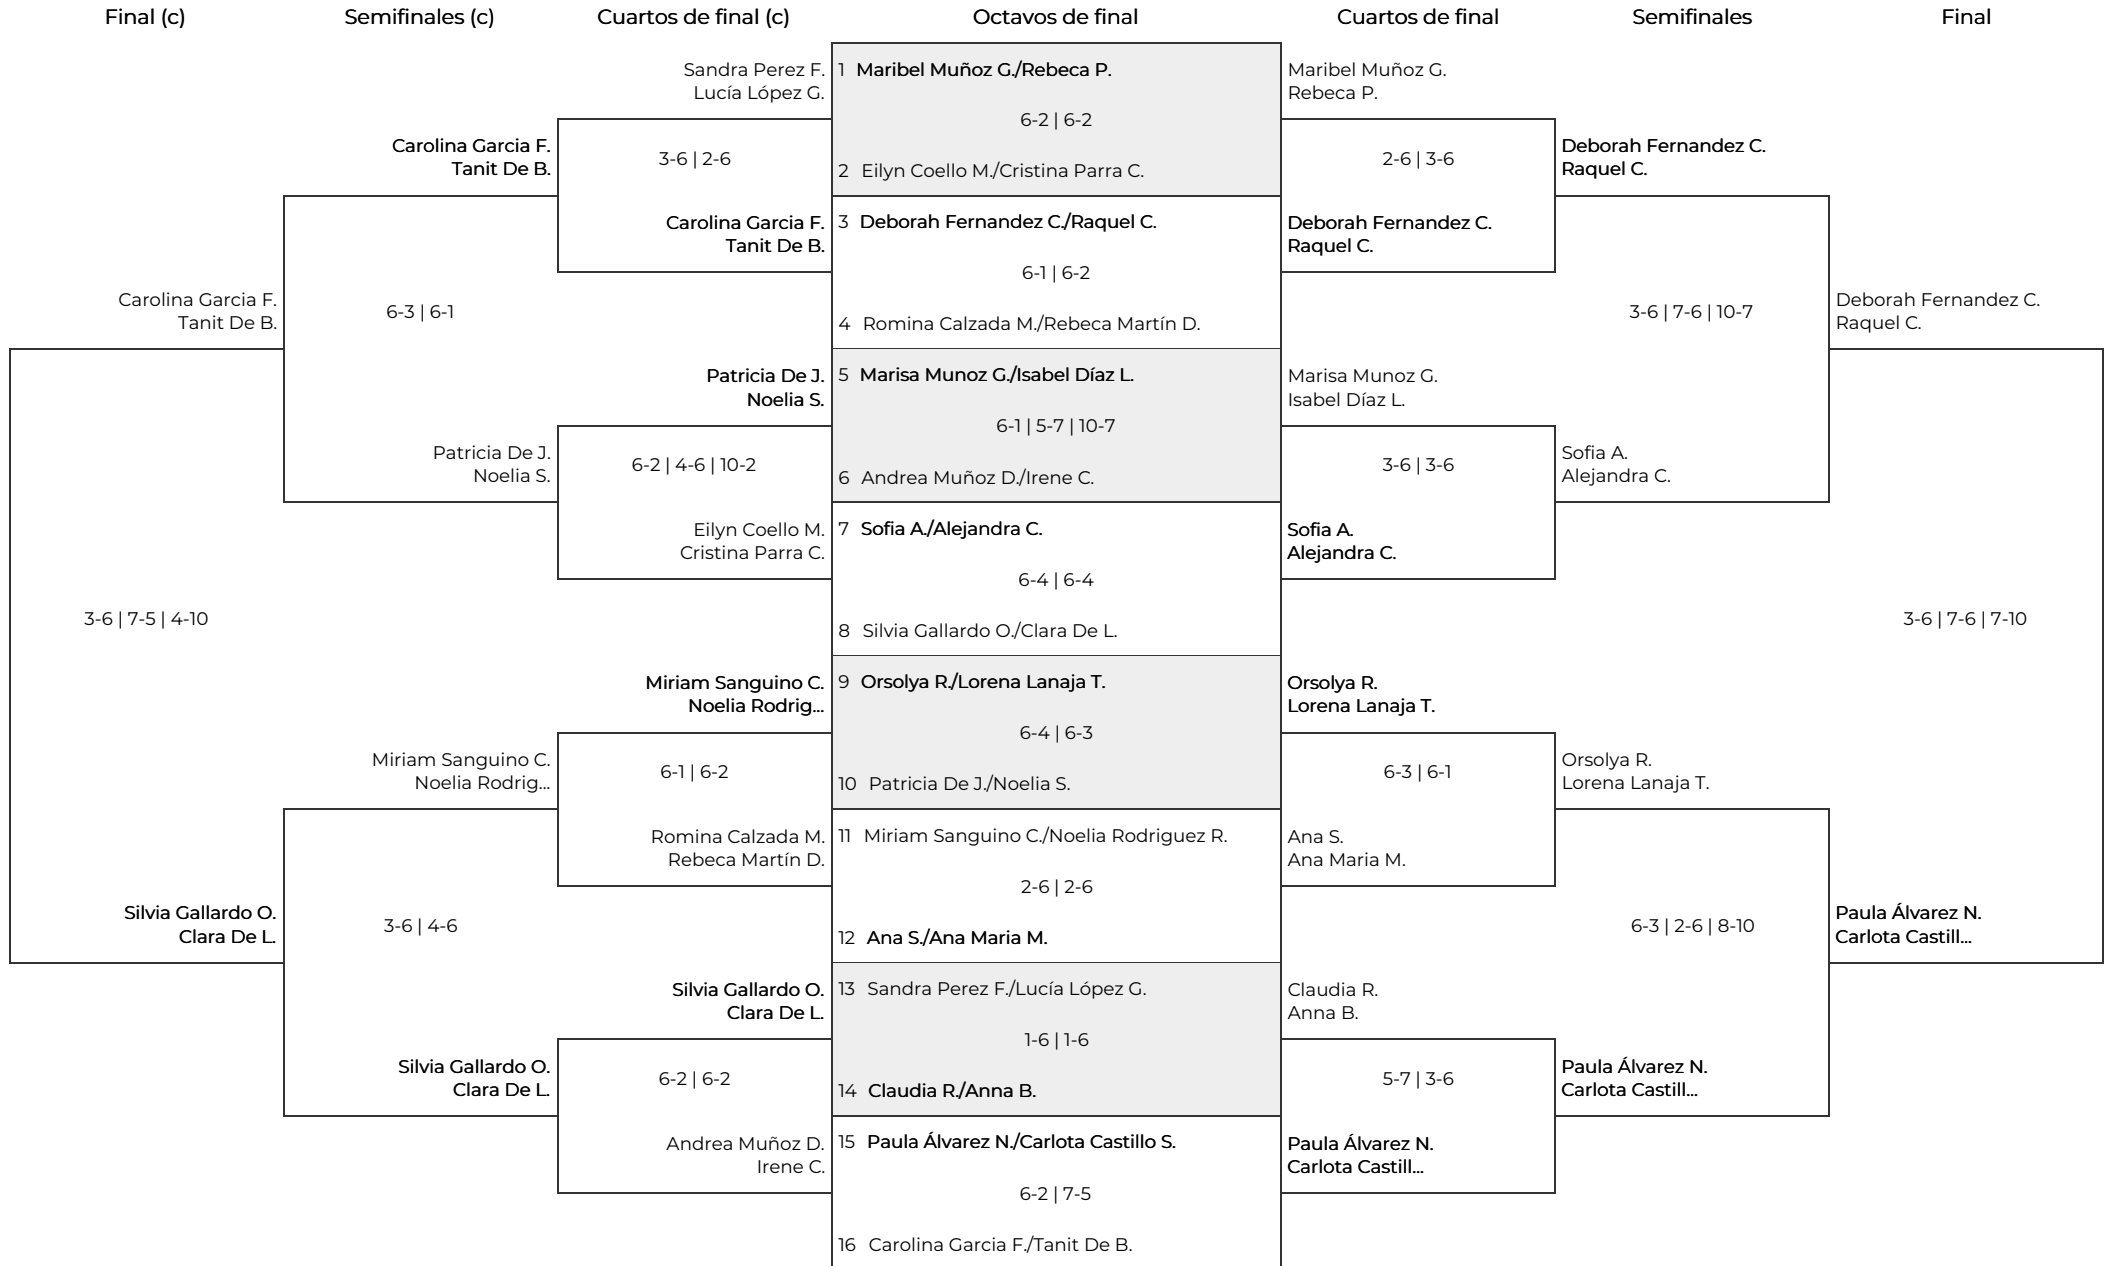 Final (c)
Semifinales (c)
Cuartos de final (c)
Octavos de final
Cuartos de final
Semifinales
Final
Carolina Garcia F.
Tanit De B.
3-6 | 7-5 | 4-10
Silvia Gallardo O.
Clara De L.
Carolina Garcia F.
Tanit De B.
6-3 | 6-1
Patricia De J.
Noelia S.
Miriam Sanguino C.
Noelia Rodrig...
3-6 | 4-6
Silvia Gallardo O.
Clara De L.
Sandra Perez F.
Lucía López G.
3-6 | 2-6
Carolina Garcia F.
Tanit De B.
Patricia De J.
Noelia S.
6-2 | 4-6 | 10-2
Eilyn Coello M.
Cristina Parra C.
Miriam Sanguino C.
Noelia Rodrig...
6-1 | 6-2
Romina Calzada M.
Rebeca Martín D.
Silvia Gallardo O.
Clara De L.
6-2 | 6-2
Andrea Muñoz D.
Irene C.
1 Maribel Muñoz G./Rebeca P.
6-2 | 6-2
2 Eilyn Coello M./Cristina Parra C.
3 Deborah Fernandez C./Raquel C.
6-1 | 6-2
4 Romina Calzada M./Rebeca Martín D.
5 Marisa Munoz G./Isabel Díaz L.
6-1 | 5-7 | 10-7
6 Andrea Muñoz D./Irene C.
7 Sofia A./Alejandra C.
6-4 | 6-4
8 Silvia Gallardo O./Clara De L.
9 Orsolya R./Lorena Lanaja T.
6-4 | 6-3
10 Patricia De J./Noelia S.
11 Miriam Sanguino C./Noelia Rodriguez R.
2-6 | 2-6
12 Ana S./Ana Maria M.
13 Sandra Perez F./Lucía López G.
1-6 | 1-6
14 Claudia R./Anna B.
15 Paula Álvarez N./Carlota Castillo S.
6-2 | 7-5
16 Carolina Garcia F./Tanit De B.
Maribel Muñoz G.
Rebeca P.
2-6 | 3-6
Deborah Fernandez C.
Raquel C.
Marisa Munoz G.
Isabel Díaz L.
3-6 | 3-6
Sofia A.
Alejandra C.
Orsolya R.
Lorena Lanaja T.
6-3 | 6-1
Ana S.
Ana Maria M.
Claudia R.
Anna B.
5-7 | 3-6
Paula Álvarez N.
Carlota Castill...
Deborah Fernandez C.
Raquel C.
3-6 | 7-6 | 10-7
Sofia A.
Alejandra C.
Orsolya R.
Lorena Lanaja T.
6-3 | 2-6 | 8-10
Paula Álvarez N.
Carlota Castill...
Deborah Fernandez C.
Raquel C.
3-6 | 7-6 | 7-10
Paula Álvarez N.
Carlota Castill...